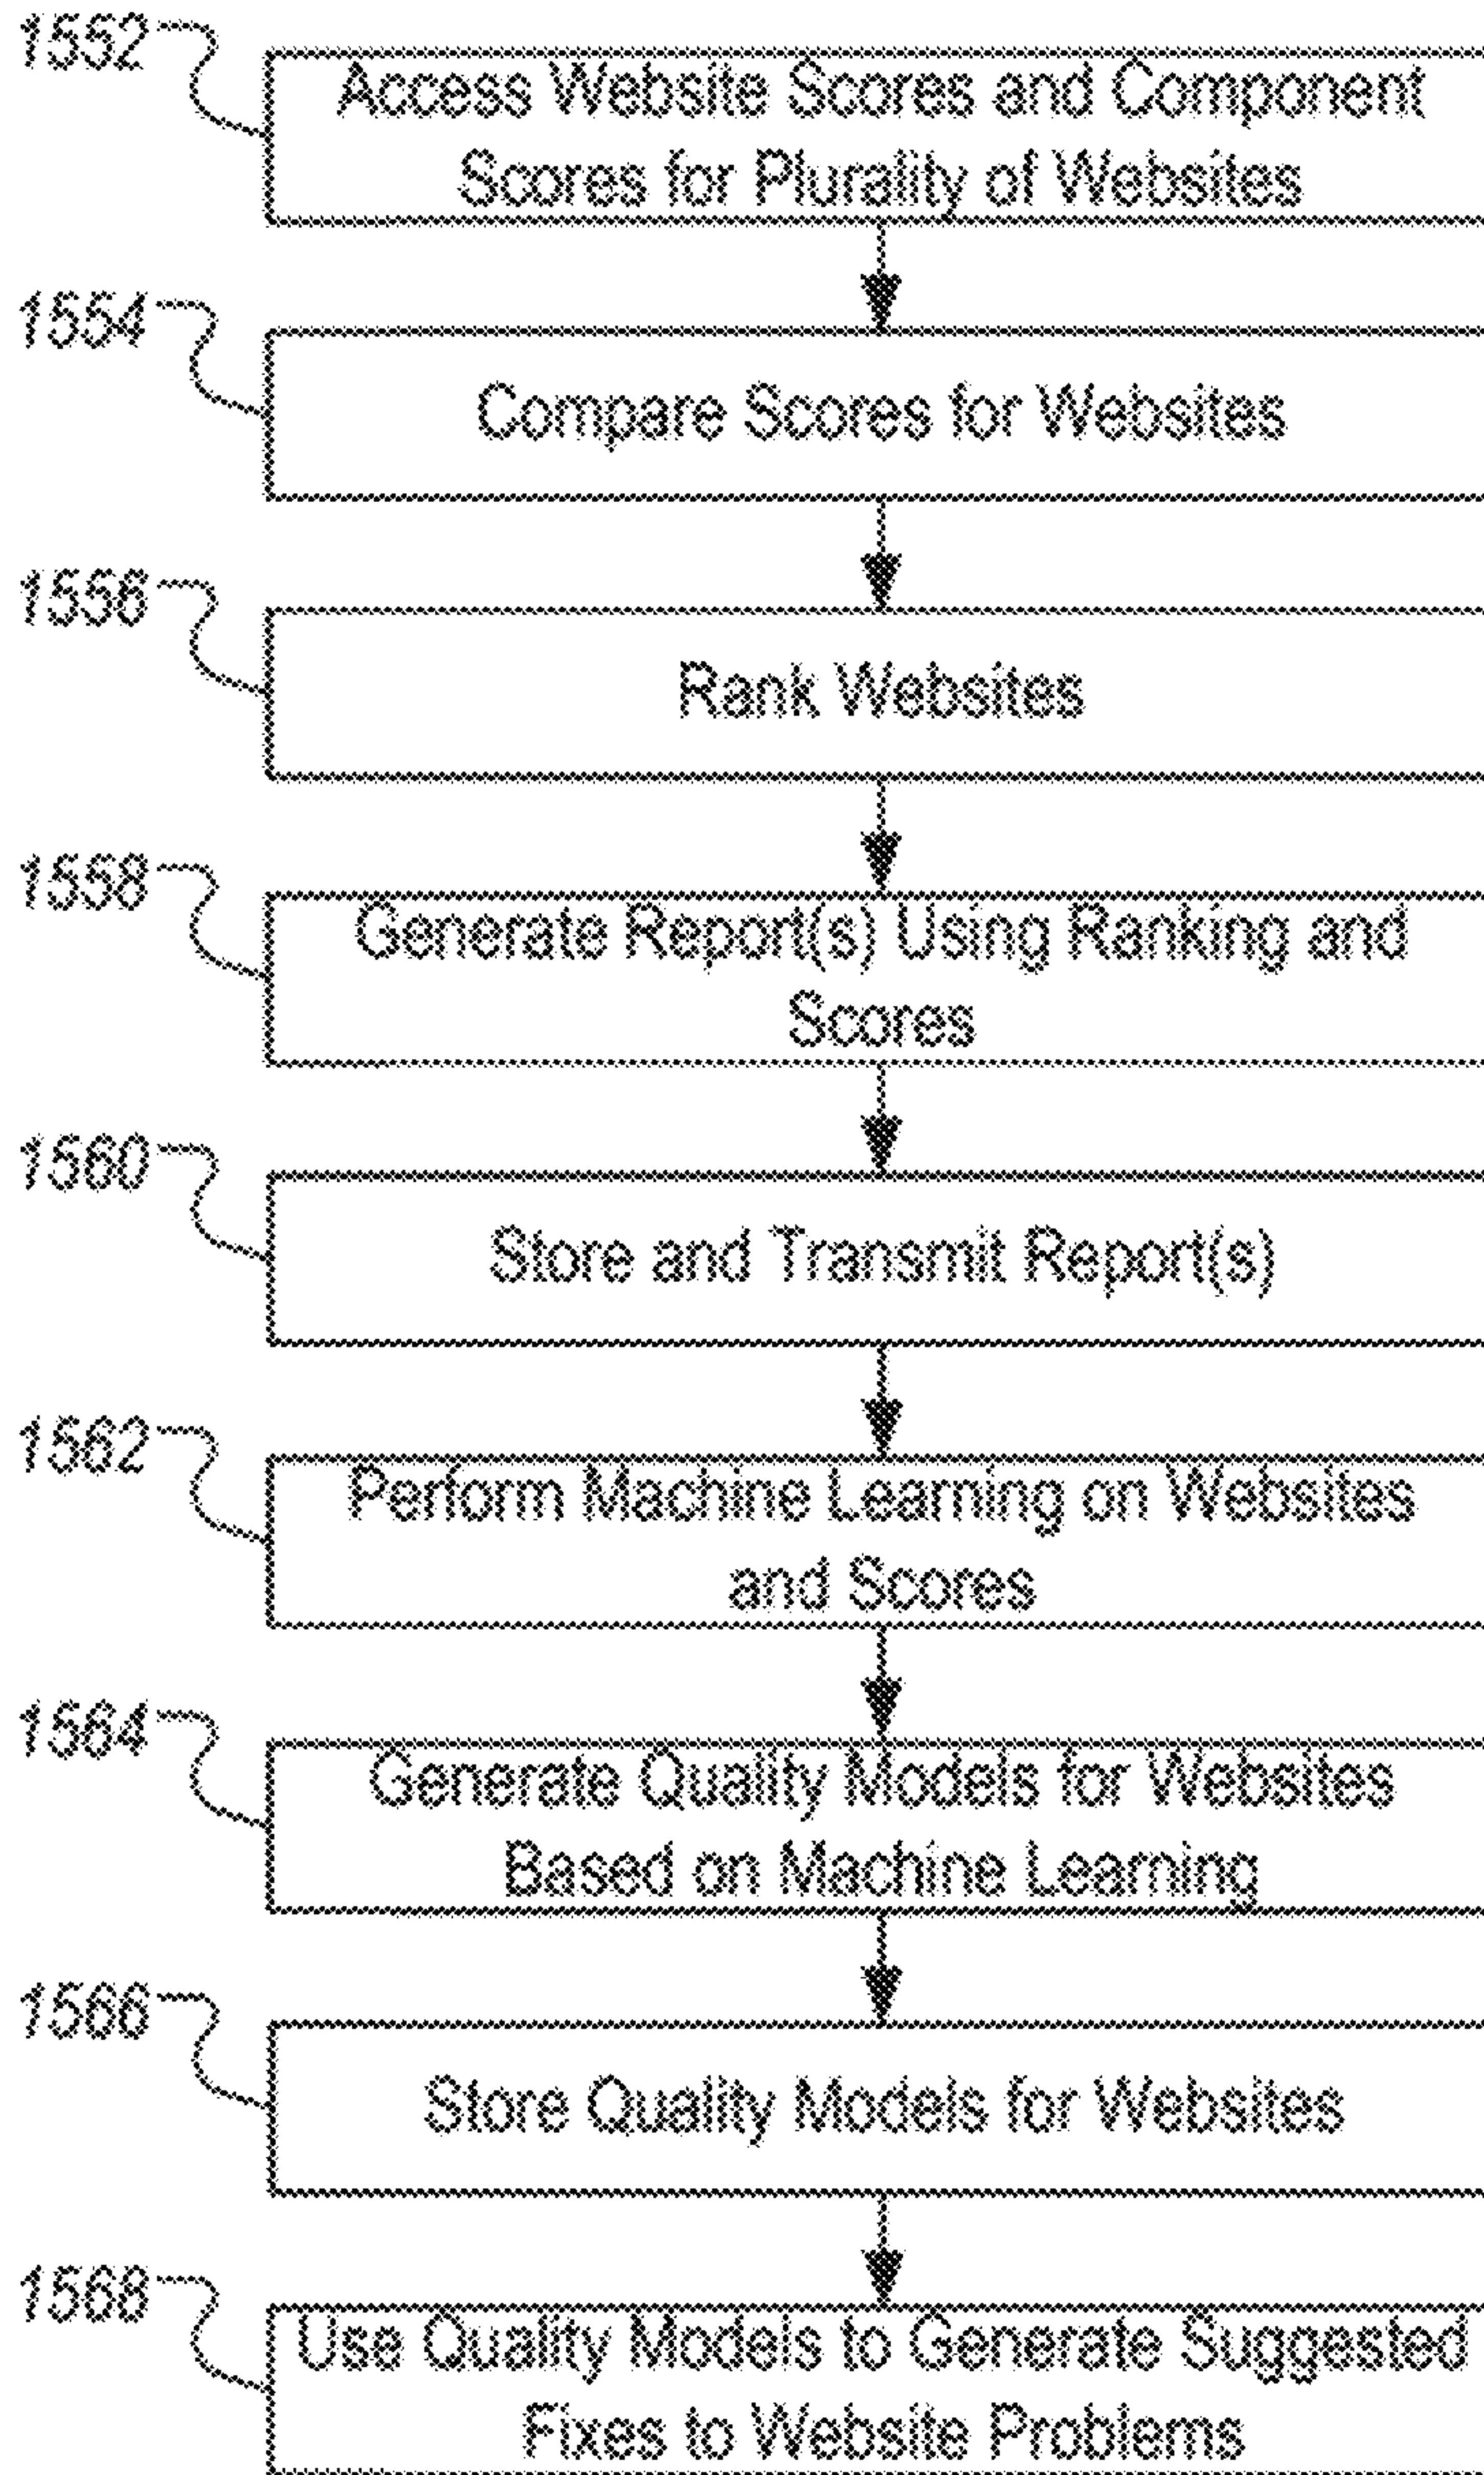 1552
Access Website Scores and Component
Scores for Plurality of Websites
1554
Compare Scores for Websites
1556
Rank Websites
1558
Generate Report(s) Using Ranking and
Scores
1560
Store and Transmit Report(s)
1562
Perform Machine Learning on Websites
and Scores
1564
Generate Quality Models for Websites
Based on Machine Learning
1566
Store Quality Models for Websites
1568
Use Quality Models to Generate Suggested
Fixes to Website Problems